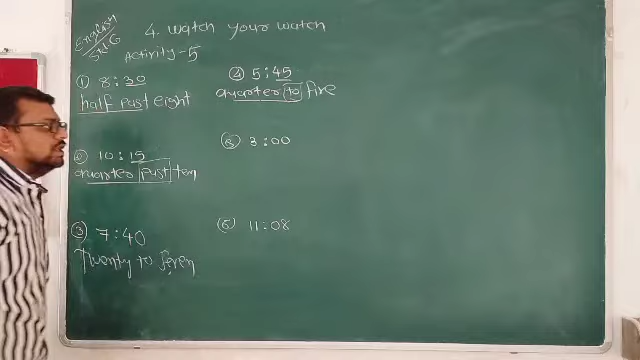 English
Std 6
4. Watch your watch
Activity-5
① 8:30
half past eight
② 10:15
quarter past ten
③ 7:40
Twenty to seven
④ 5:45
quarter to five
⑤ 3:00
⑥ 11:08